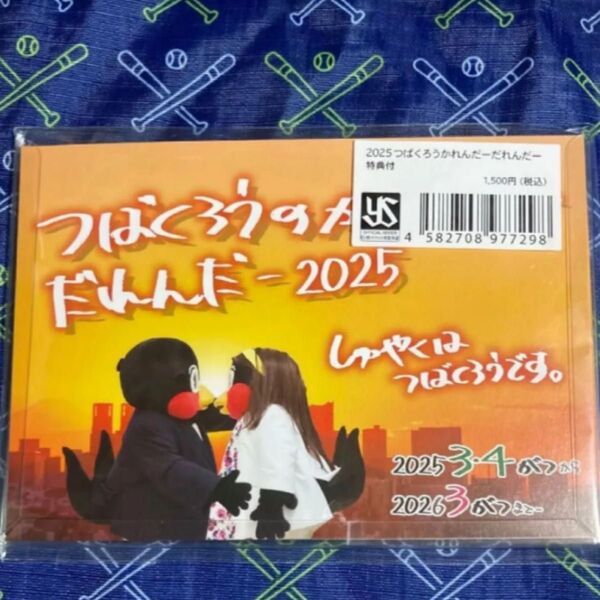 2025つばくろうかれんだーだれんだー
特典付
1,500円(税込)
YS
4 582708 977298
つばくろうのか
だれんだー2025
しゅやくは
つばくろうです。
2025 3・4がつから
2026 3がつまでー